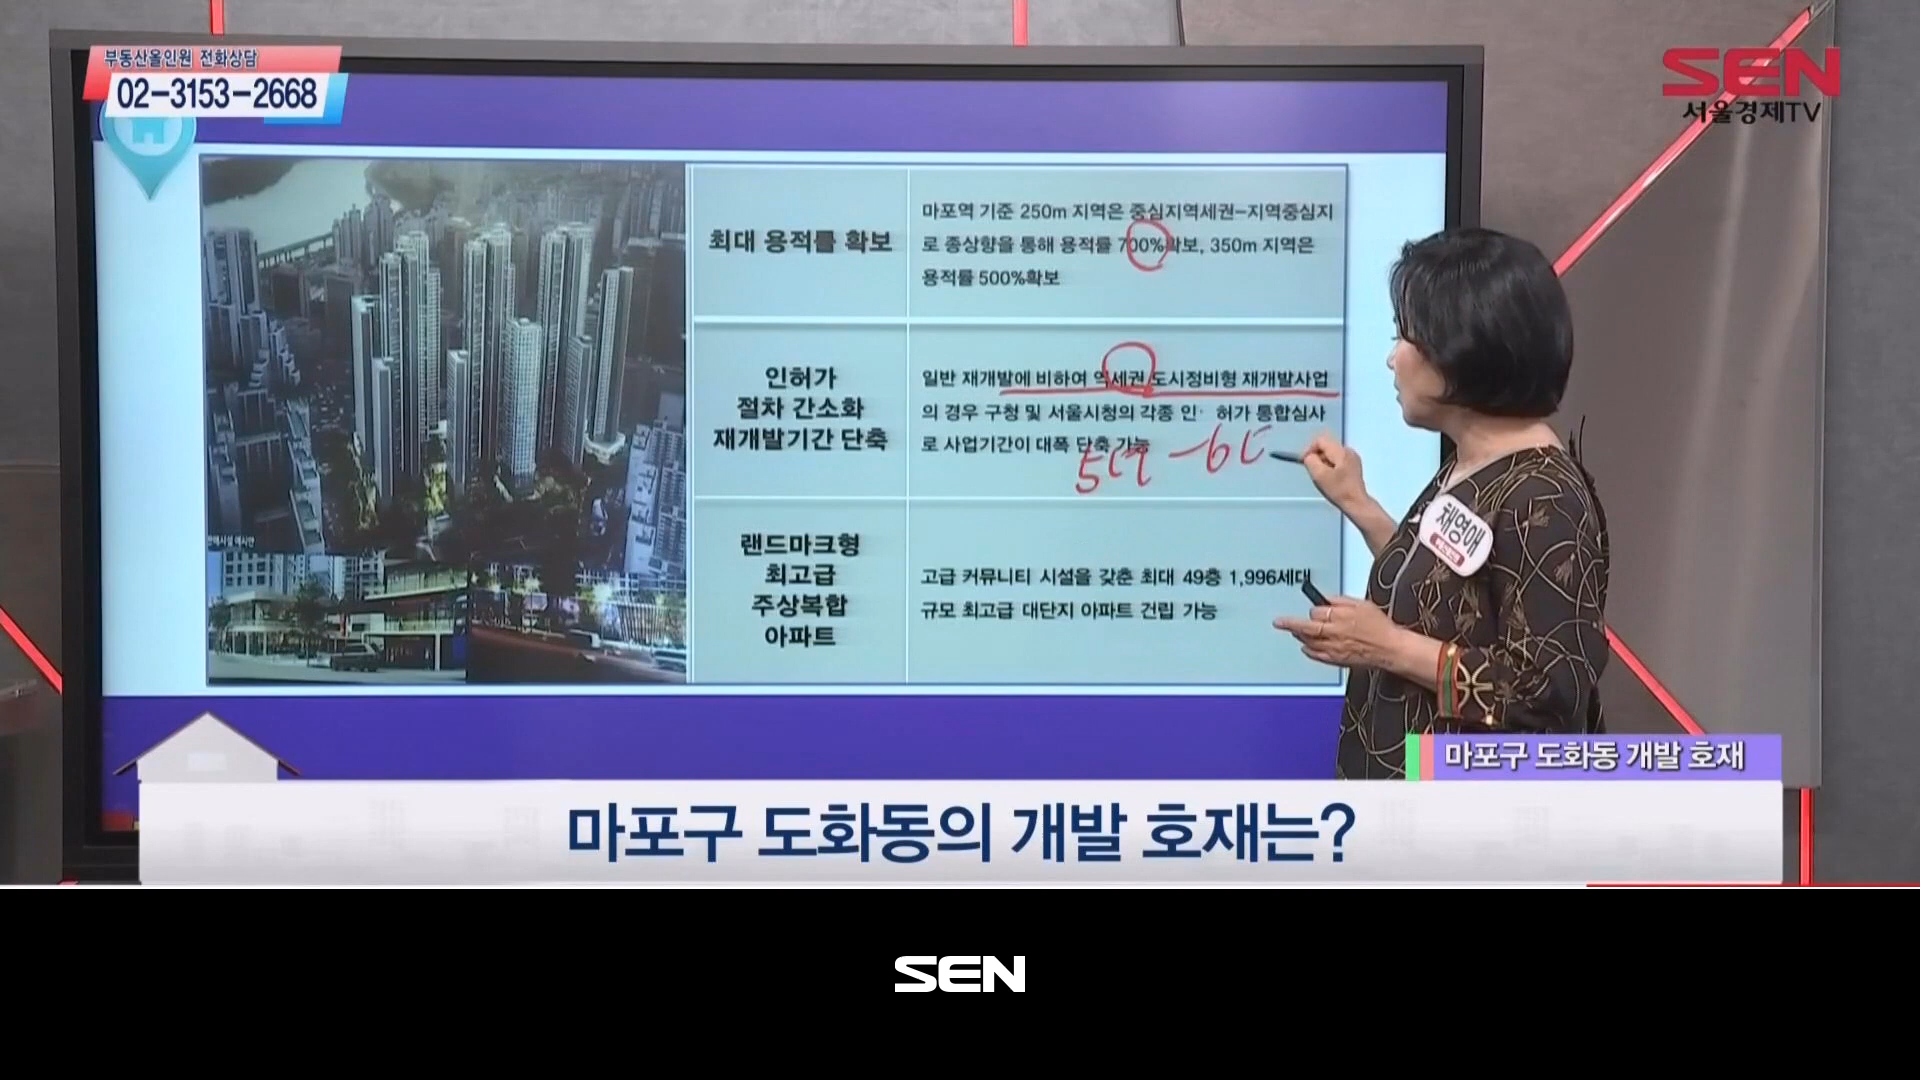 부동산올인원 전화상담
02-3153-2668
SEN
서울경제TV
최대 용적률 확보
마포역 기준 250m 지역은 중심지역세권-지역중심지
로 종상향을 통해 용적률 700%확보, 350m 지역은
용적률 500%확보
인허가
절차 간소화
재개발기간 단축
일반 재개발에 비하여 역세권 도시정비형 재개발사업
의 경우 구청 및 서울시청의 각종 인· 허가 통합심사
로 사업기간이 대폭 단축 가능
랜드마크형
최고급
주상복합
아파트
고급 커뮤니티 시설을 갖춘 최대 49층 1,996세대
규모 최고급 대단지 아파트 건립 가능
채영애
마포구 도화동 개발 호재
마포구 도화동의 개발 호재는?
SEN